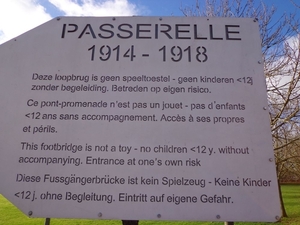 PASSERELLE
1914 - 1918
Deze loopbrug is geen speeltoestel - geen kinderen <12j
zonder begeleiding. Betreden op eigen risico.
Ce pont-promenade n'est pas un jouet - pas d'enfants
<12 ans sans accompagnement. Accès à ses propres
et périls.
This footbridge is not a toy - no children <12 y. without
accompanying. Entrance at one's own risk
Diese Fussgängerbrücke ist kein Spielzeug - Keine Kinder
<12 j. ohne Begleitung. Eintritt auf eigene Gefahr.